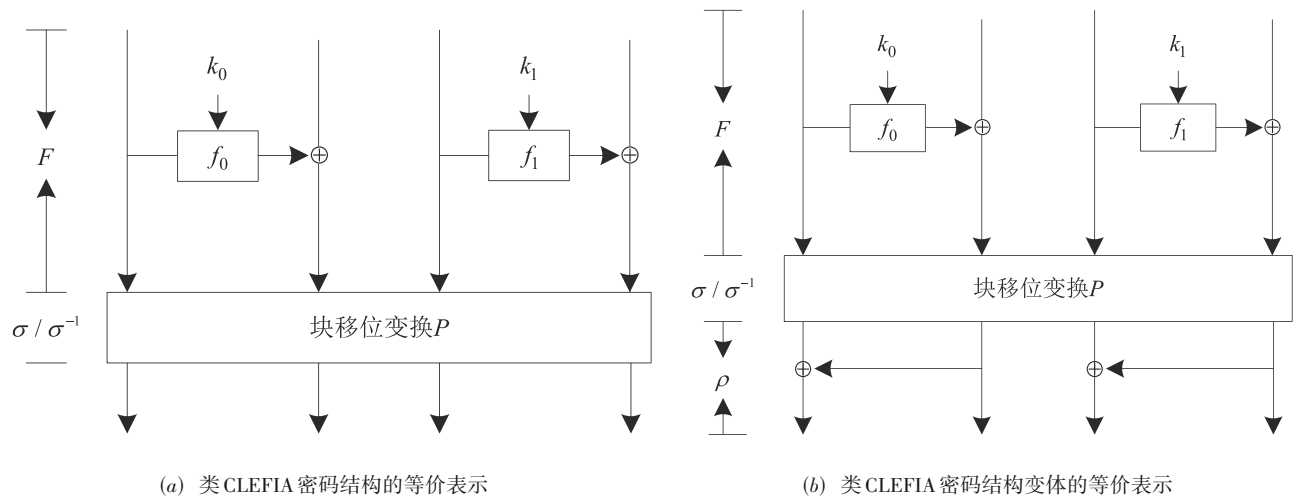 k₀
k₁
F
f₀
f₁
σ / σ⁻¹
块移位变换P
(a) 类CLEFIA密码结构的等价表示
k₀
k₁
F
f₀
f₁
σ / σ⁻¹
块移位变换P
ρ
(b) 类CLEFIA密码结构变体的等价表示